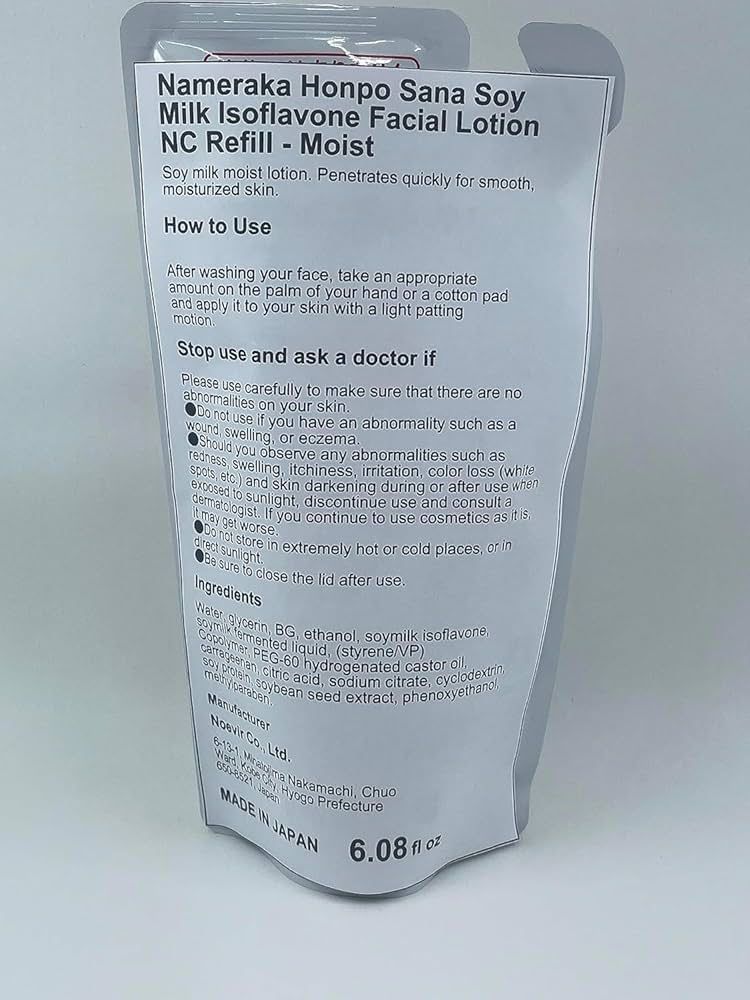 Nameraka Honpo Sana Soy
Milk Isoflavone Facial Lotion
NC Refill - Moist
Soy milk moist lotion. Penetrates quickly for smooth,
moisturized skin.
How to Use
After washing your face, take an appropriate
amount on the palm of your hand or a cotton pad
and apply it to your skin with a light patting
motion.
Stop use and ask a doctor if
Please use carefully to make sure that there are no
abnormalities on your skin.
●Do not use if you have an abnormality such as a
wound, swelling, or eczema.
●Should you observe any abnormalities such as
redness, swelling, itchiness, irritation, color loss (white
spots, etc.) and skin darkening during or after use when
exposed to sunlight, discontinue use and consult a
dermatologist. If you continue to use cosmetics as it is,
it may get worse.
●Do not store in extremely hot or cold places, or in
direct sunlight.
●Be sure to close the lid after use.
Ingredients
Water, glycerin, BG, ethanol, soymilk isoflavone,
soymilk fermented liquid, (styrene/VP)
Copolymer, PEG-60 hydrogenated castor oil,
carrageenan, citric acid, sodium citrate, cyclodextrin,
soy protein, soybean seed extract, phenoxyethanol,
methylparaben.
Manufacturer
Noevir Co., Ltd.
6-13-1, Minatojima Nakamachi, Chuo
Ward, Kobe City, Hyogo Prefecture
650-8521, Japan
MADE IN JAPAN
6.08 fl oz